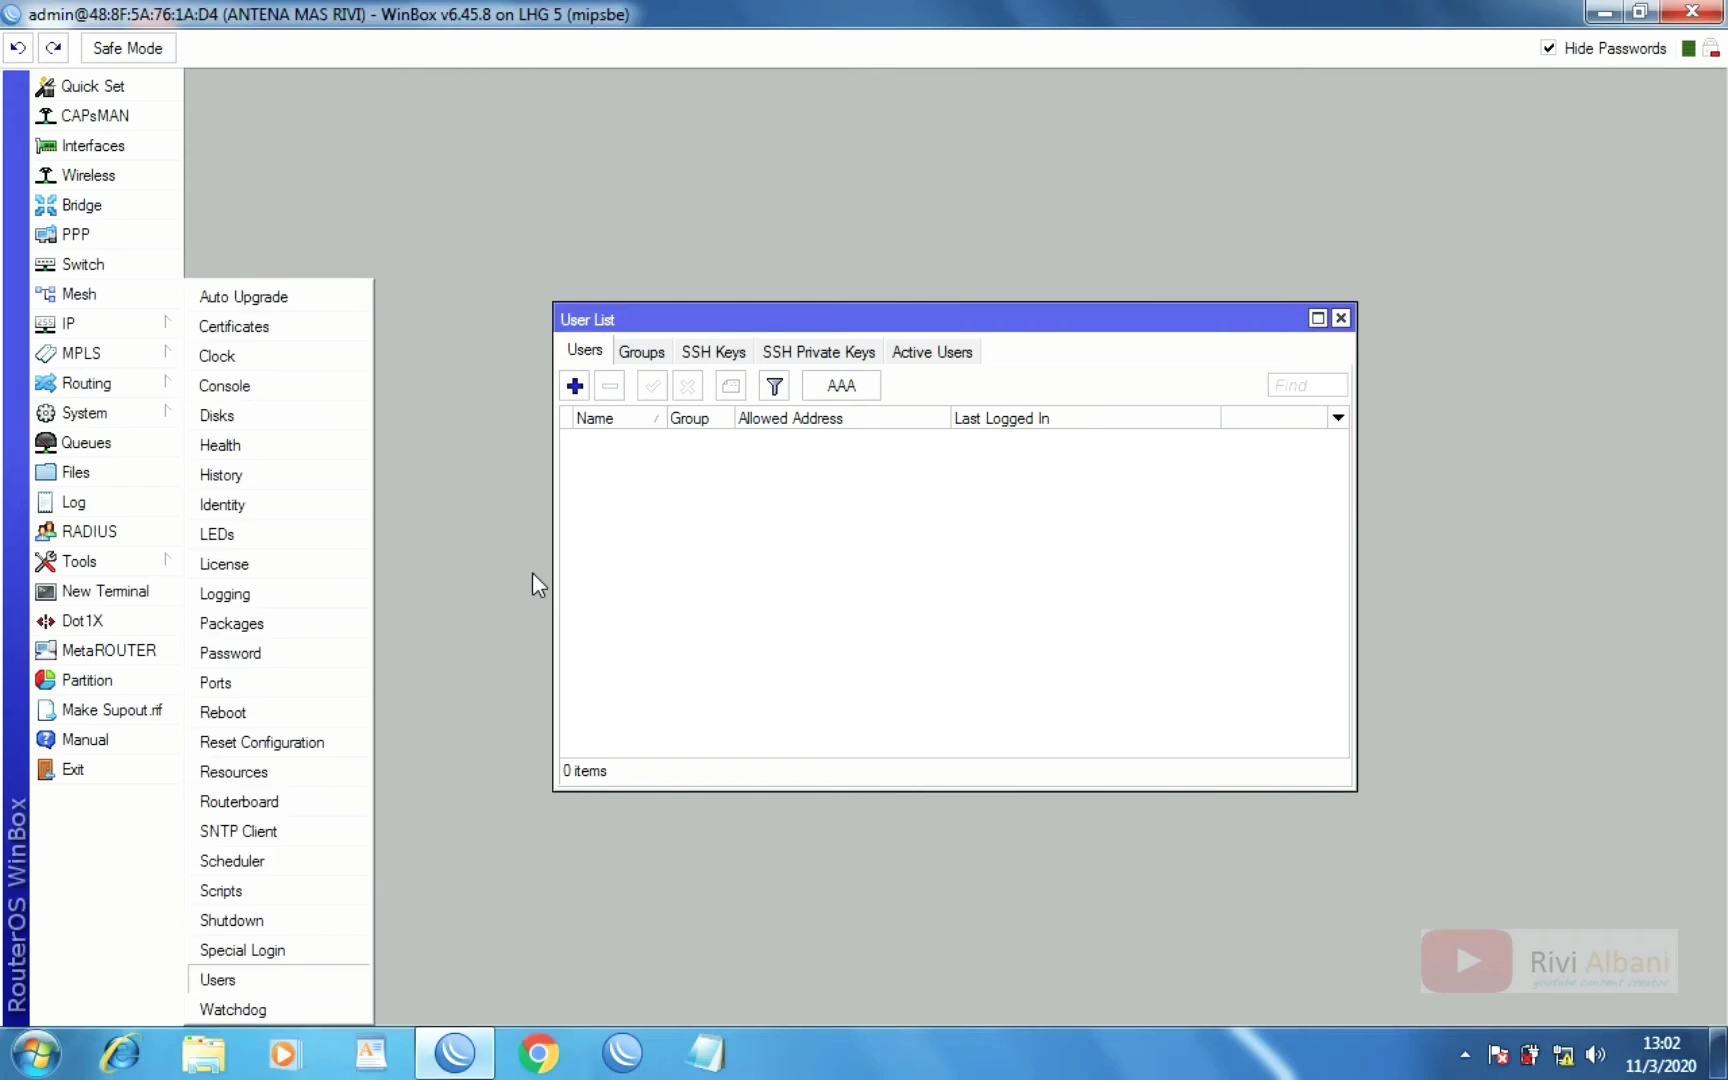 admin@48:8F:5A:76:1A:D4 (ANTENA MAS RIVI) - WinBox v6.45.8 on LHG 5 (mipsbe)
Safe Mode
Hide Passwords
Quick Set
CAPsMAN
Interfaces
Wireless
Bridge
PPP
Switch
Mesh
IP
MPLS
Routing
System
Queues
Files
Log
RADIUS
Tools
New Terminal
Dot1X
MetaROUTER
Partition
Make Supout.rif
Manual
Exit
RouterOS WinBox
Auto Upgrade
Certificates
Clock
Console
Disks
Health
History
Identity
LEDs
License
Logging
Packages
Password
Ports
Reboot
Reset Configuration
Resources
Routerboard
SNTP Client
Scheduler
Scripts
Shutdown
Special Login
Users
Watchdog
User List
Users Groups SSH Keys SSH Private Keys Active Users
AAA Find
Name Group Allowed Address Last Logged In
0 items
Rivi Albani
youtube content creator
13:02
11/3/2020